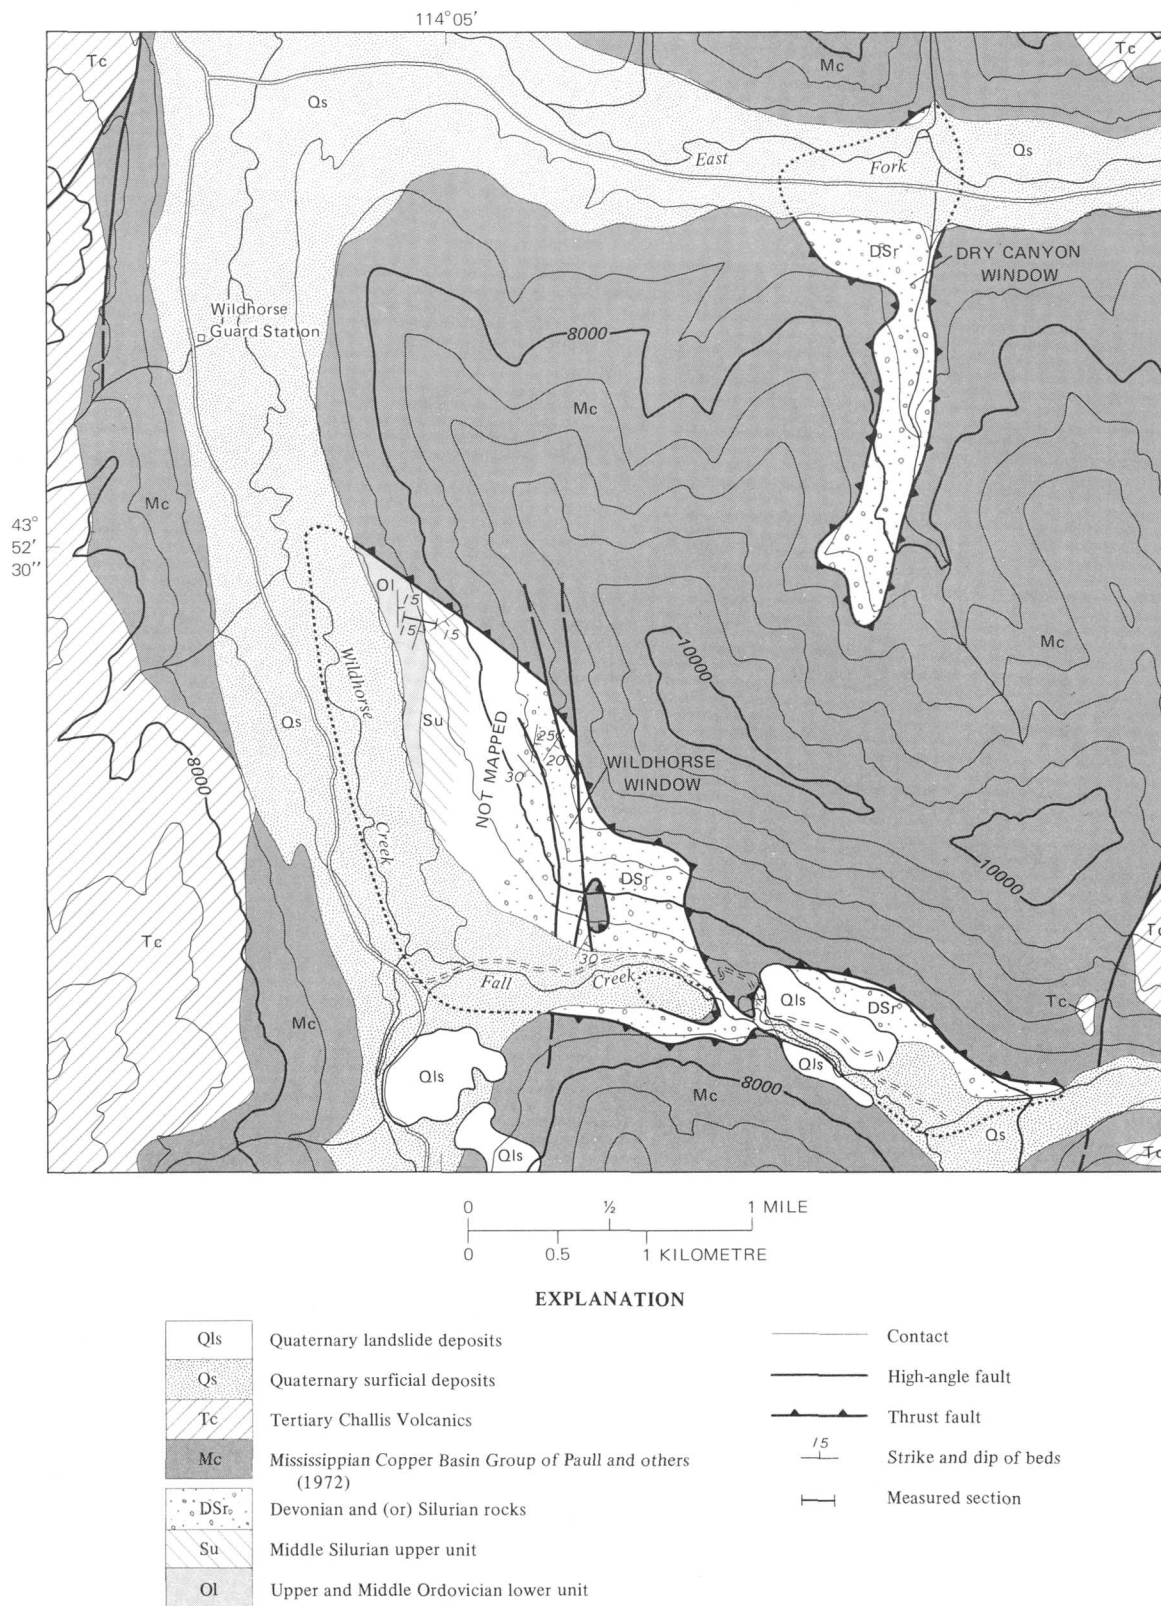 114°05′
Tc
Mc
Tc
Qs
East
Fork
Qs
DSr
DRY CANYON
WINDOW
Wildhorse
Guard Station
8000
Mc
Mc
43°
52′
30″
Ol
15
15
15
Wildhorse
10000
Mc
Qs
Su
NOT MAPPED
25
20
30
WILDHORSE
WINDOW
8000
Creek
10000
DSr
Tc
Tc
30
Fall
Creek
Qls
DSr
Tc
Mc
Qls
Qls
8000
Mc
Qs
Qls
Tc
0 ½ 1 MILE
0 0.5 1 KILOMETRE
EXPLANATION
Qls Quaternary landslide deposits
Qs Quaternary surficial deposits
Tc Tertiary Challis Volcanics
Mc Mississippian Copper Basin Group of Paull and others
(1972)
DSr Devonian and (or) Silurian rocks
Su Middle Silurian upper unit
Ol Upper and Middle Ordovician lower unit
Contact
High-angle fault
Thrust fault
15
Strike and dip of beds
Measured section